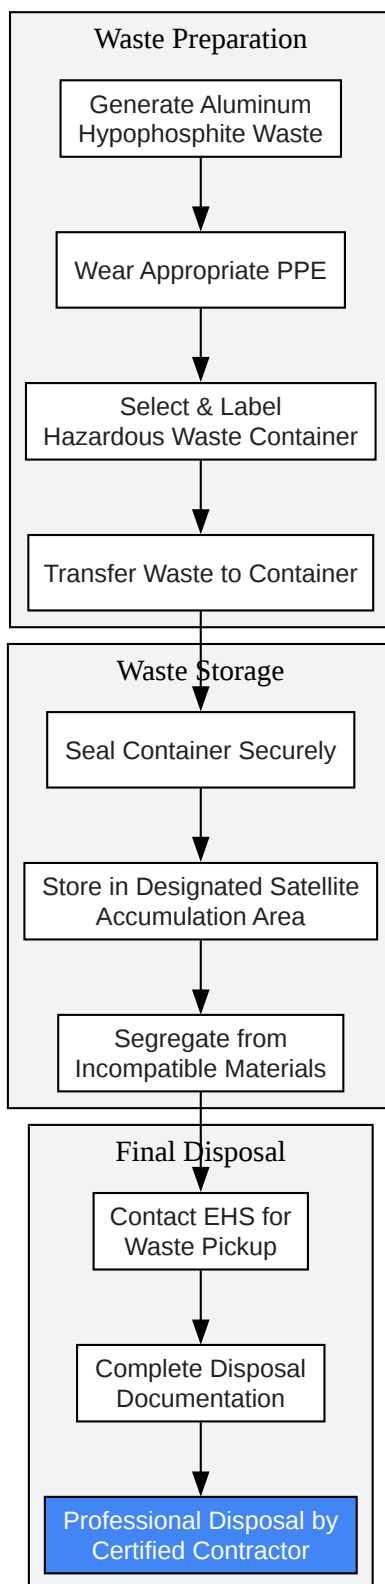 Waste Preparation
Generate Aluminum
Hypophosphite Waste
Wear Appropriate PPE
Select & Label
Hazardous Waste Container
Transfer Waste to Container
Waste Storage
Seal Container Securely
Store in Designated Satellite
Accumulation Area
Segregate from
Incompatible Materials
Final Disposal
Contact EHS for
Waste Pickup
Complete Disposal
Documentation
Professional Disposal by
Certified Contractor